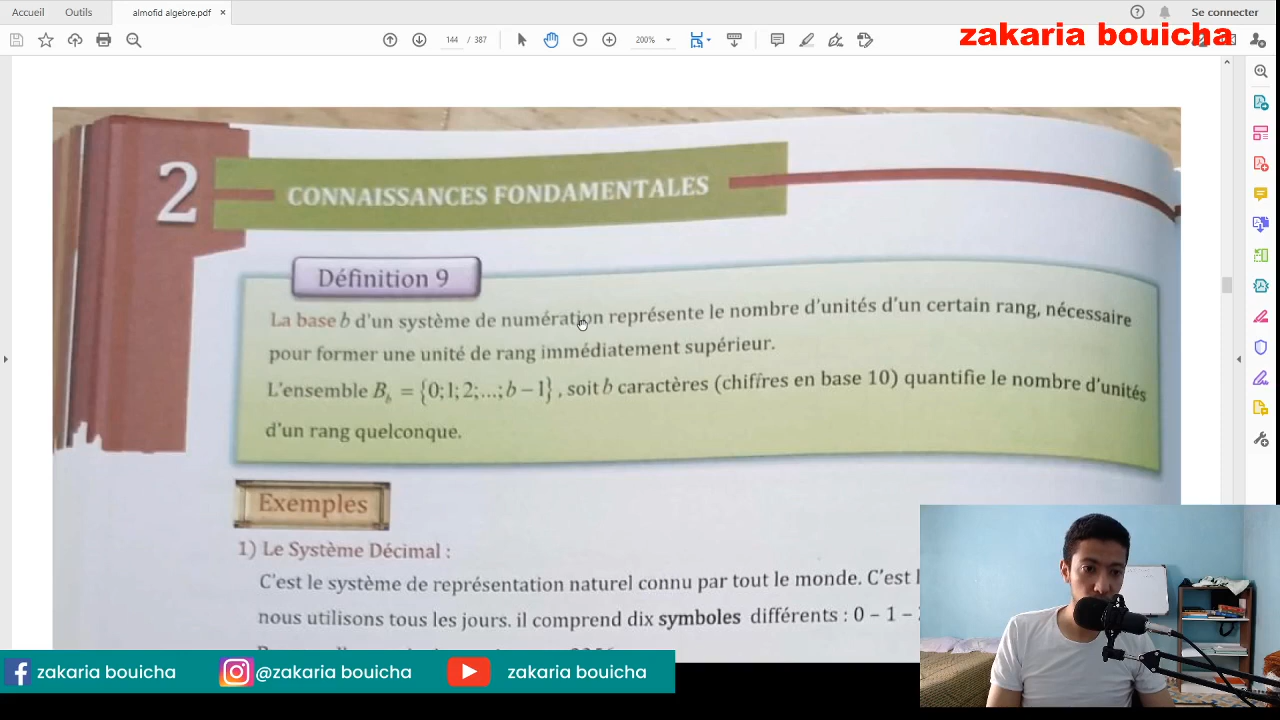 Accueil Outils almofid algebre.pdf × Se connecter
144 / 387 200%
zakaria bouicha
2 CONNAISSANCES FONDAMENTALES
Définition 9
La base b d'un système de numération représente le nombre d'unités d'un certain rang, nécessaire
pour former une unité de rang immédiatement supérieur.
L'ensemble B_b = {0;1;2;...;b−1}, soit b caractères (chiffres en base 10) quantifie le nombre d'unités
d'un rang quelconque.
Exemples
1) Le Système Décimal :
C'est le système de représentation naturel connu par tout le monde. C'est
nous utilisons tous les jours. il comprend dix symboles différents : 0 – 1 –
zakaria bouicha @zakaria bouicha zakaria bouicha